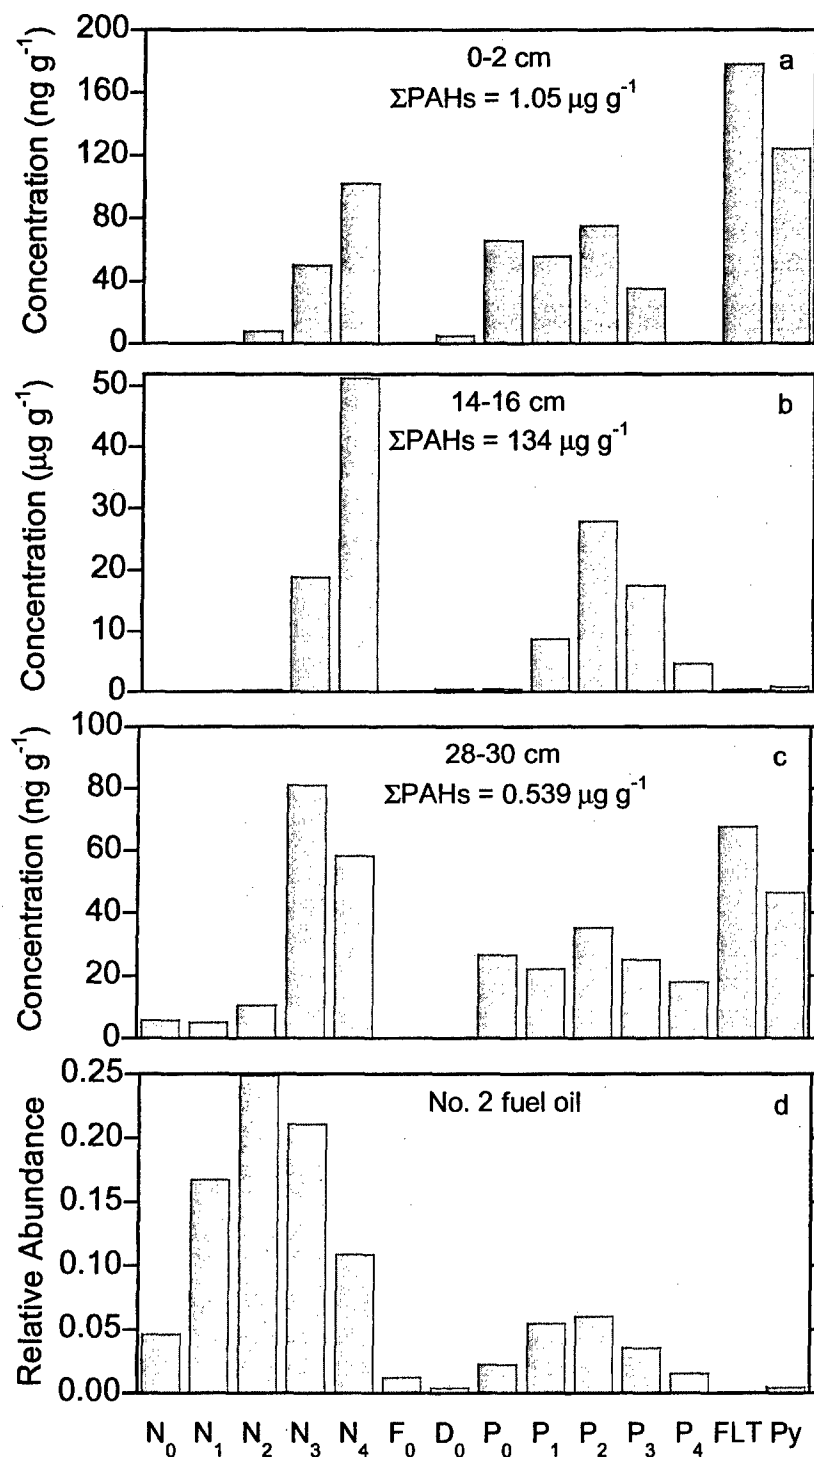 200
160
120
80
40
0
Concentration (ng g⁻¹)
0-2 cm
a
ΣPAHs = 1.05 µg g⁻¹
50
40
30
20
10
0
Concentration (µg g⁻¹)
14-16 cm
b
ΣPAHs = 134 µg g⁻¹
100
80
60
40
20
0
Concentration (ng g⁻¹)
28-30 cm
c
ΣPAHs = 0.539 µg g⁻¹
0.25
0.20
0.15
0.10
0.05
0.00
Relative Abundance
No. 2 fuel oil
d
N₀ N₁ N₂ N₃ N₄ F₀ D₀ P₀ P₁ P₂ P₃ P₄ FLT Py